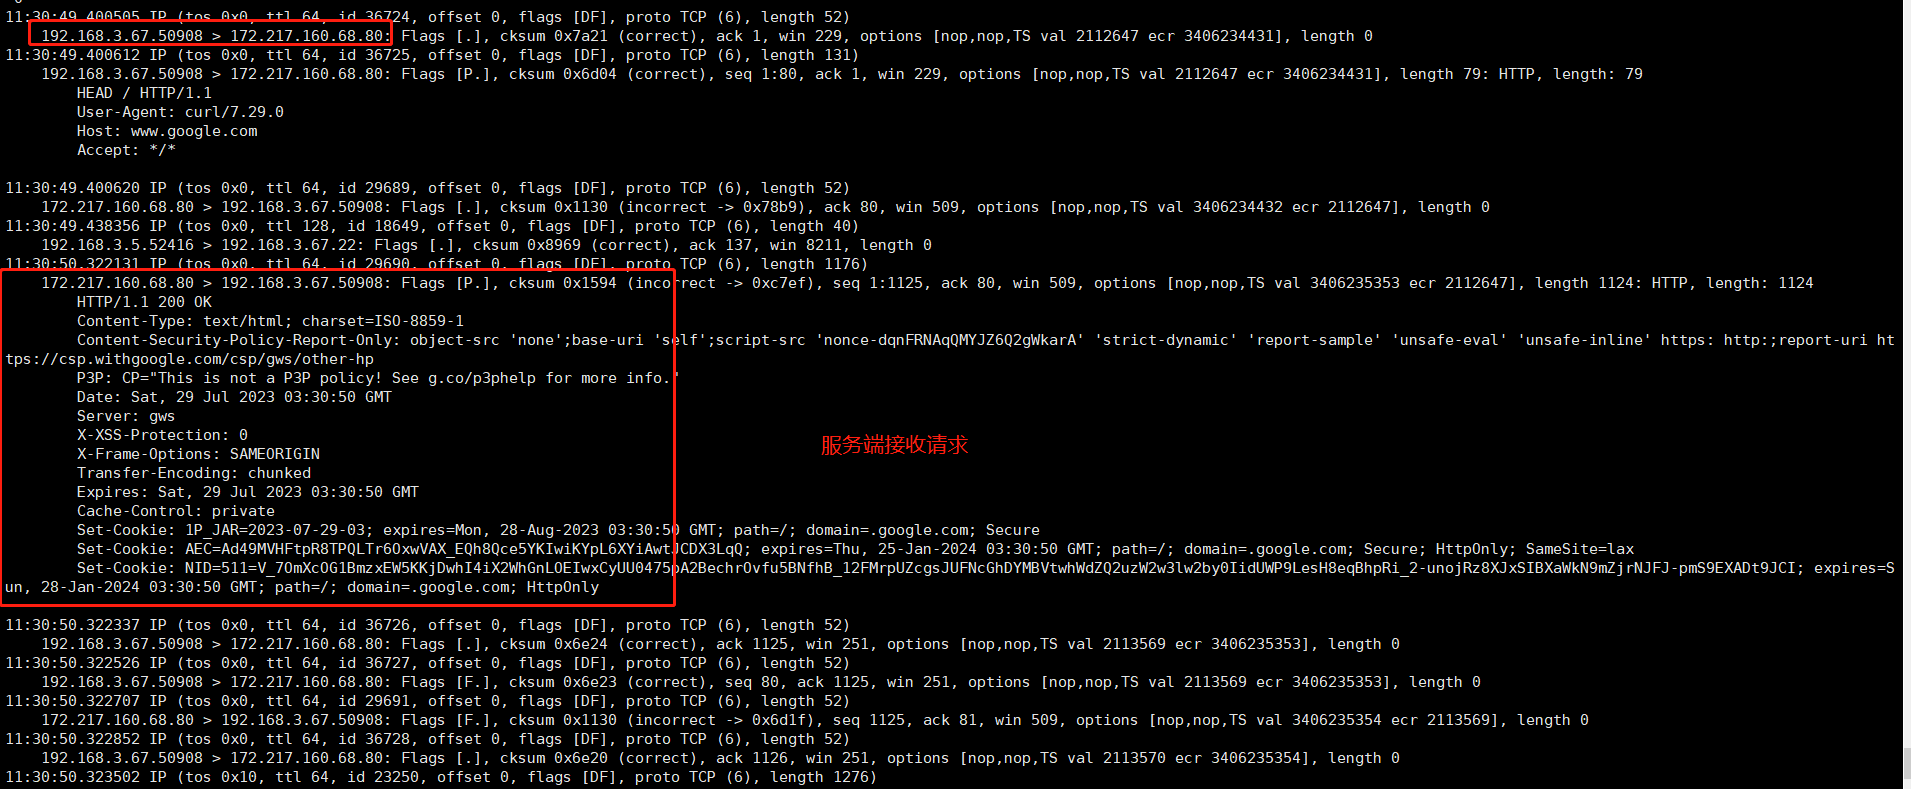 11:30:49.400505 IP (tos 0x0, ttl 64, id 36724, offset 0, flags [DF], proto TCP (6), length 52)
192.168.3.67.50908 > 172.217.160.68.80: Flags [.], cksum 0x7a21 (correct), ack 1, win 229, options [nop,nop,TS val 2112647 ecr 3406234431], length 0
11:30:49.400612 IP (tos 0x0, ttl 64, id 36725, offset 0, flags [DF], proto TCP (6), length 131)
192.168.3.67.50908 > 172.217.160.68.80: Flags [P.], cksum 0x6d04 (correct), seq 1:80, ack 1, win 229, options [nop,nop,TS val 2112647 ecr 3406234431], length 79: HTTP, length: 79
HEAD / HTTP/1.1
User-Agent: curl/7.29.0
Host: www.google.com
Accept: */*
11:30:49.400620 IP (tos 0x0, ttl 64, id 29689, offset 0, flags [DF], proto TCP (6), length 52)
172.217.160.68.80 > 192.168.3.67.50908: Flags [.], cksum 0x1130 (incorrect -> 0x78b9), ack 80, win 509, options [nop,nop,TS val 3406234432 ecr 2112647], length 0
11:30:49.438356 IP (tos 0x0, ttl 128, id 18649, offset 0, flags [DF], proto TCP (6), length 40)
192.168.3.5.52416 > 192.168.3.67.22: Flags [.], cksum 0x8969 (correct), ack 137, win 8211, length 0
11:30:50.322131 IP (tos 0x0, ttl 64, id 29690, offset 0, flags [DF], proto TCP (6), length 1176)
172.217.160.68.80 > 192.168.3.67.50908: Flags [P.], cksum 0x1594 (incorrect -> 0xc7ef), seq 1:1125, ack 80, win 509, options [nop,nop,TS val 3406235353 ecr 2112647], length 1124: HTTP, length: 1124
HTTP/1.1 200 OK
Content-Type: text/html; charset=ISO-8859-1
Content-Security-Policy-Report-Only: object-src 'none';base-uri 'self';script-src 'nonce-dqnFRNAqQMYJZ6Q2gWkarA' 'strict-dynamic' 'report-sample' 'unsafe-eval' 'unsafe-inline' https: http:;report-uri ht
tps://csp.withgoogle.com/csp/gws/other-hp
P3P: CP="This is not a P3P policy! See g.co/p3phelp for more info."
Date: Sat, 29 Jul 2023 03:30:50 GMT
Server: gws
X-XSS-Protection: 0
服务端接收请求
X-Frame-Options: SAMEORIGIN
Transfer-Encoding: chunked
Expires: Sat, 29 Jul 2023 03:30:50 GMT
Cache-Control: private
Set-Cookie: 1P_JAR=2023-07-29-03; expires=Mon, 28-Aug-2023 03:30:50 GMT; path=/; domain=.google.com; Secure
Set-Cookie: AEC=Ad49MVHFtpR8TPQLTr6OxwVAX_EQh8Qce5YKIwiKYpL6XYiAwtJCDX3LqQ; expires=Thu, 25-Jan-2024 03:30:50 GMT; path=/; domain=.google.com; Secure; HttpOnly; SameSite=lax
Set-Cookie: NID=511=V_7OmXcOG1BmzxEW5KKjDwhI4iX2WhGnLOEIwxCyUU0475pA2BechrOvfu5BNfhB_12FMrpUZcgsJUFNcGhDYMBVtwhWdZQ2uzW2w3lw2by0IidUWP9LesH8eqBhpRi_2-unojRz8XJxSIBXaWkN9mZjrNJFJ-pmS9EXADt9JCI; expires=S
un, 28-Jan-2024 03:30:50 GMT; path=/; domain=.google.com; HttpOnly
11:30:50.322337 IP (tos 0x0, ttl 64, id 36726, offset 0, flags [DF], proto TCP (6), length 52)
192.168.3.67.50908 > 172.217.160.68.80: Flags [.], cksum 0x6e24 (correct), ack 1125, win 251, options [nop,nop,TS val 2113569 ecr 3406235353], length 0
11:30:50.322526 IP (tos 0x0, ttl 64, id 36727, offset 0, flags [DF], proto TCP (6), length 52)
192.168.3.67.50908 > 172.217.160.68.80: Flags [F.], cksum 0x6e23 (correct), seq 80, ack 1125, win 251, options [nop,nop,TS val 2113569 ecr 3406235353], length 0
11:30:50.322707 IP (tos 0x0, ttl 64, id 29691, offset 0, flags [DF], proto TCP (6), length 52)
172.217.160.68.80 > 192.168.3.67.50908: Flags [F.], cksum 0x1130 (incorrect -> 0x6d1f), seq 1125, ack 81, win 509, options [nop,nop,TS val 3406235354 ecr 2113569], length 0
11:30:50.322852 IP (tos 0x0, ttl 64, id 36728, offset 0, flags [DF], proto TCP (6), length 52)
192.168.3.67.50908 > 172.217.160.68.80: Flags [.], cksum 0x6e20 (correct), ack 1126, win 251, options [nop,nop,TS val 2113570 ecr 3406235354], length 0
11:30:50.323502 IP (tos 0x10, ttl 64, id 23250, offset 0, flags [DF], proto TCP (6), length 1276)